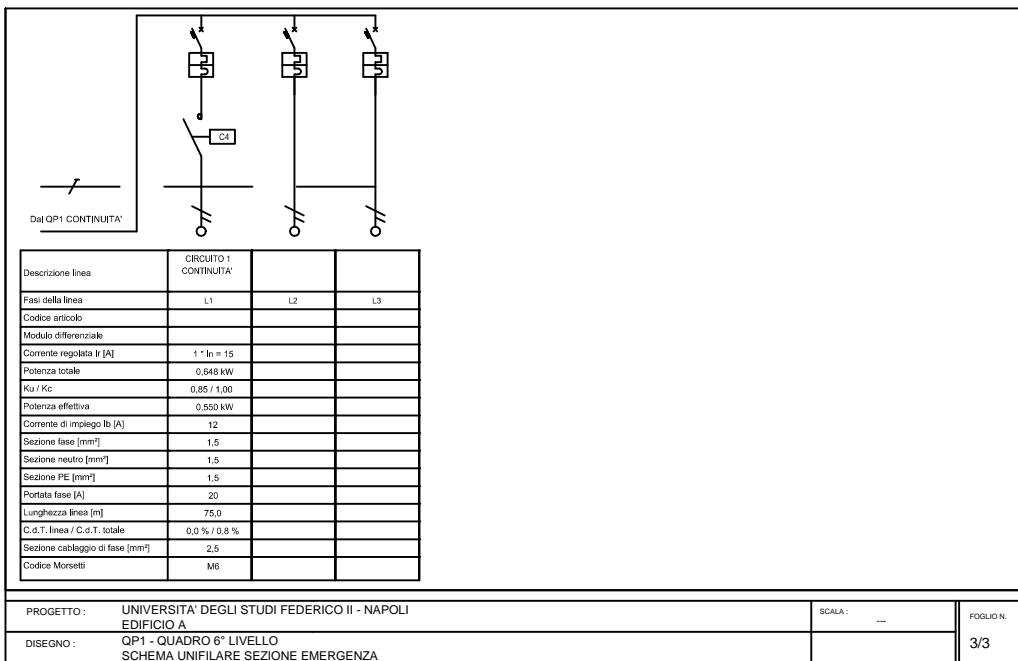 C4
Dal QP1 CONTINUITA'
Descrizione linea
CIRCUITO 1
CONTINUITA'
Fasi della linea L1 L2 L3
Codice articolo
Modulo differenziale
Corrente regolata Ir [A] 1 * In = 15
Potenza totale 0,648 kW
Ku / Kc 0,85 / 1,00
Potenza effettiva 0,550 kW
Corrente di impiego Ib [A] 12
Sezione fase [mm²] 1,5
Sezione neutro [mm²] 1,5
Sezione PE [mm²] 1,5
Portata fase [A] 20
Lunghezza linea [m] 75,0
C.d.T. linea / C.d.T. totale 0,0 % / 0,8 %
Sezione cablaggio di fase [mm²] 2,5
Codice Morsetti M6
PROGETTO : UNIVERSITA' DEGLI STUDI FEDERICO II - NAPOLI
EDIFICIO A
SCALA :
---
FOGLIO N.
3/3
DISEGNO : QP1 - QUADRO 6° LIVELLO
SCHEMA UNIFILARE SEZIONE EMERGENZA